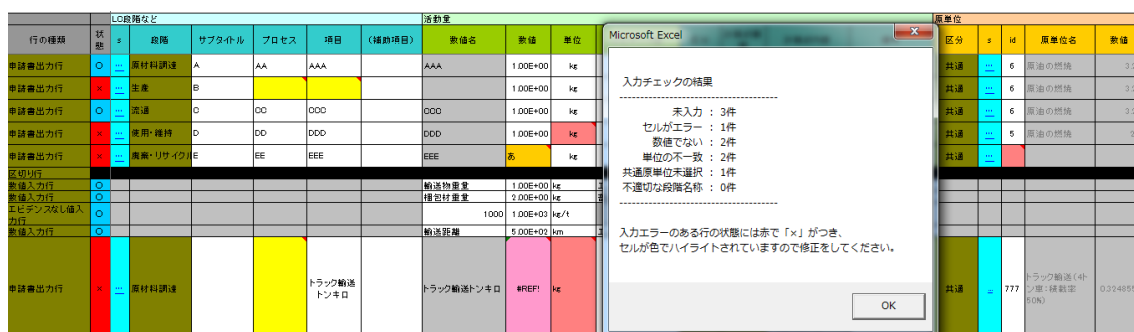 LC段階など 活動量 原単位
行の種類 状態 s 段階 サブタイトル プロセス 項目 (補助項目) 数値名 数値 単位 区分 s id 原単位名 数値
申請書出力行 ○ ... 原材料調達 A AA AAA AAA 1.00E+00 kg 共通 ... 6 原油の燃焼
申請書出力行 × ... 生産 B 1.00E+00 kg 共通 ... 6 原油の燃焼
申請書出力行 ○ ... 流通 C CC CCC CCC 1.00E+00 kg 共通 ... 6 原油の燃焼
申請書出力行 × ... 使用・維持 D DD DDD DDD 1.00E+00 kg 共通 ... 5 原油の燃焼
申請書出力行 × ... 廃棄・リサイクル E EE EEE EEE あ kg 共通 ...
区切り行
数値入力行 ○ 輸送物重量 1.00E+00 kg
数値入力行 ○ 梱包材重量 2.00E+00 kg
エビデンスなし値入力行 ○ 1000 1.00E+03 kg/t
数値入力行 ○ 輸送距離 5.00E+02 km
申請書出力行 × ... 原材料調達 トラック輸送トンキロ トラック輸送トンキロ #REF! kg 共通 ... 777 トラック輸送(4トン車:積載率50%) 0.324855
Microsoft Excel
入力チェックの結果
--------------------------------------
未入力 : 3件
セルがエラー : 1件
数値でない : 2件
単位の不一致 : 2件
共通原単位未選択 : 1件
不適切な段階名称 : 0件
--------------------------------------
入力エラーのある行の状態には赤で「×」がつき、
セルが色でハイライトされていますので修正をしてください。
OK